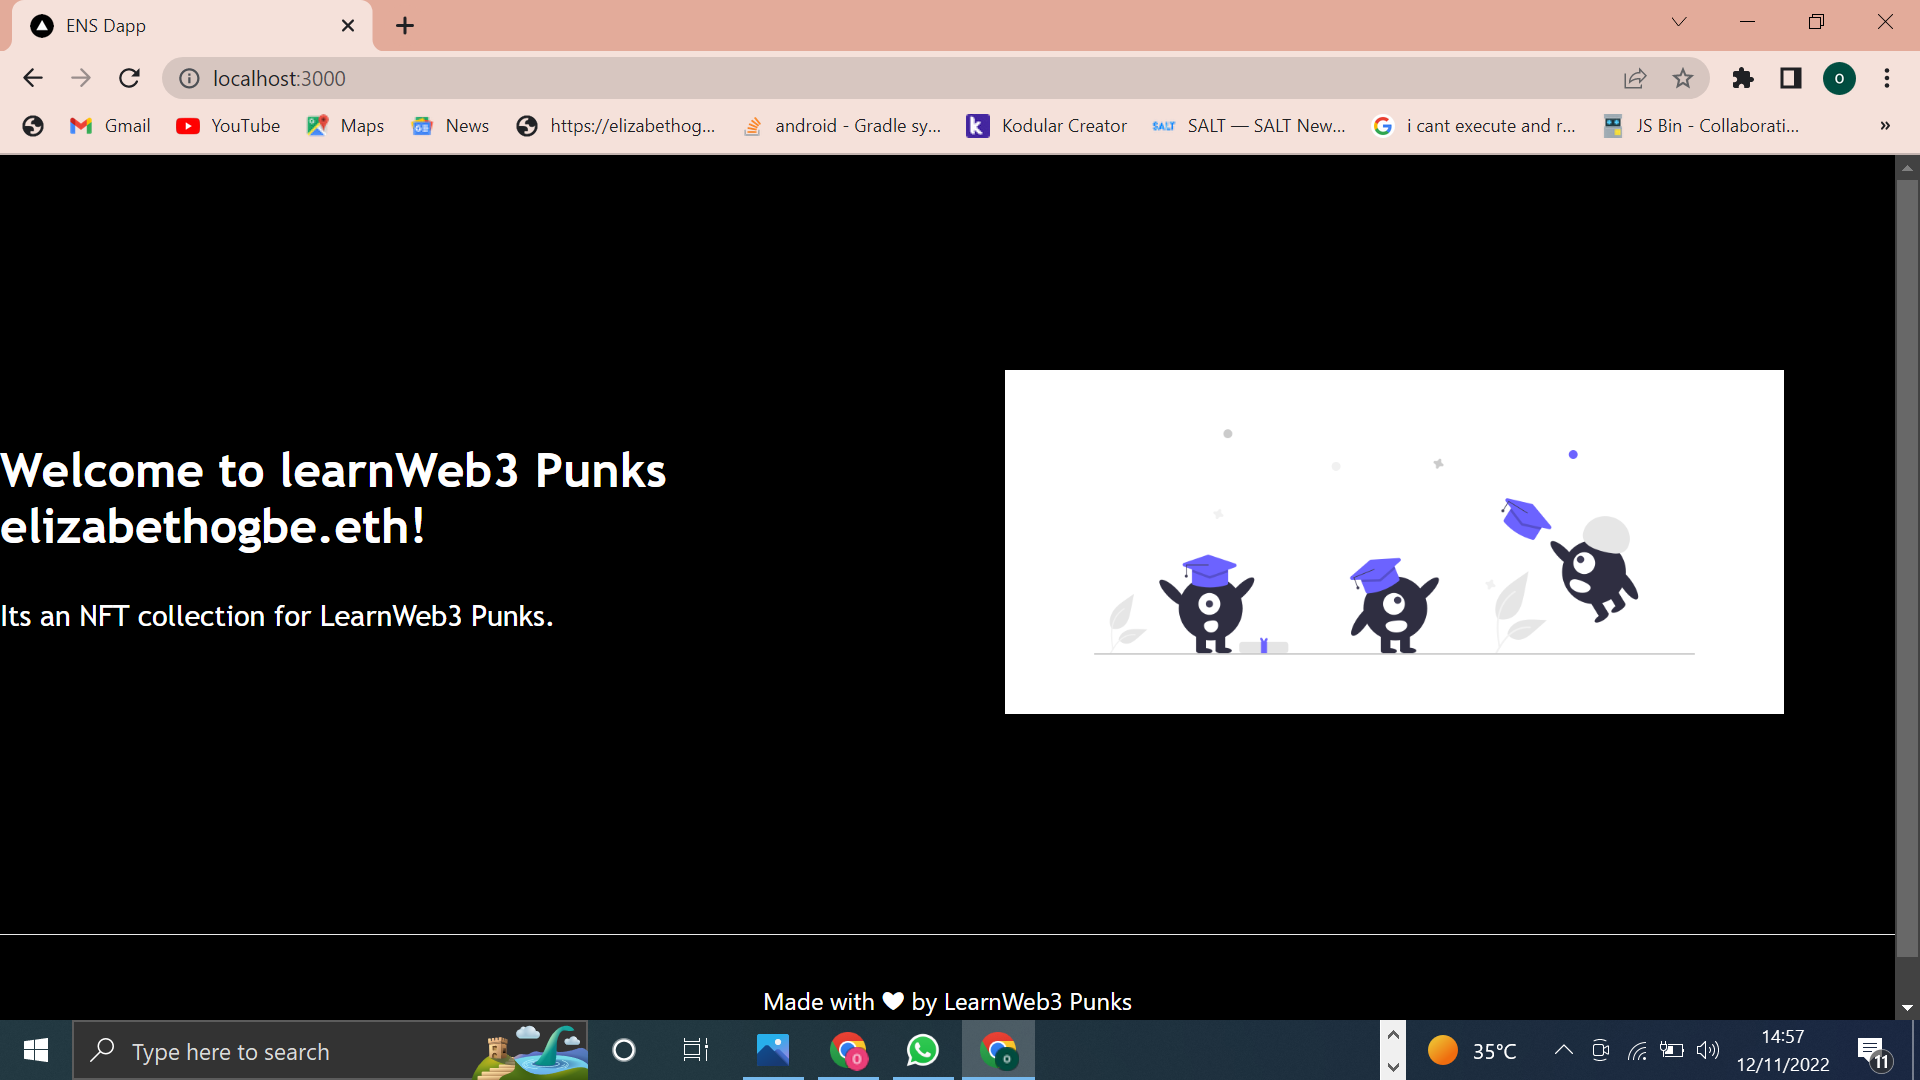 ENS Dapp
localhost:3000
Gmail YouTube Maps News https://elizabethog... android - Gradle sy... Kodular Creator SALT SALT — SALT New... i cant execute and r... JS Bin - Collaborati... »
Welcome to learnWeb3 Punks
elizabethogbe.eth!
Its an NFT collection for LearnWeb3 Punks.
Made with 🤍 by LearnWeb3 Punks
Type here to search
35°C
14:57
12/11/2022
11